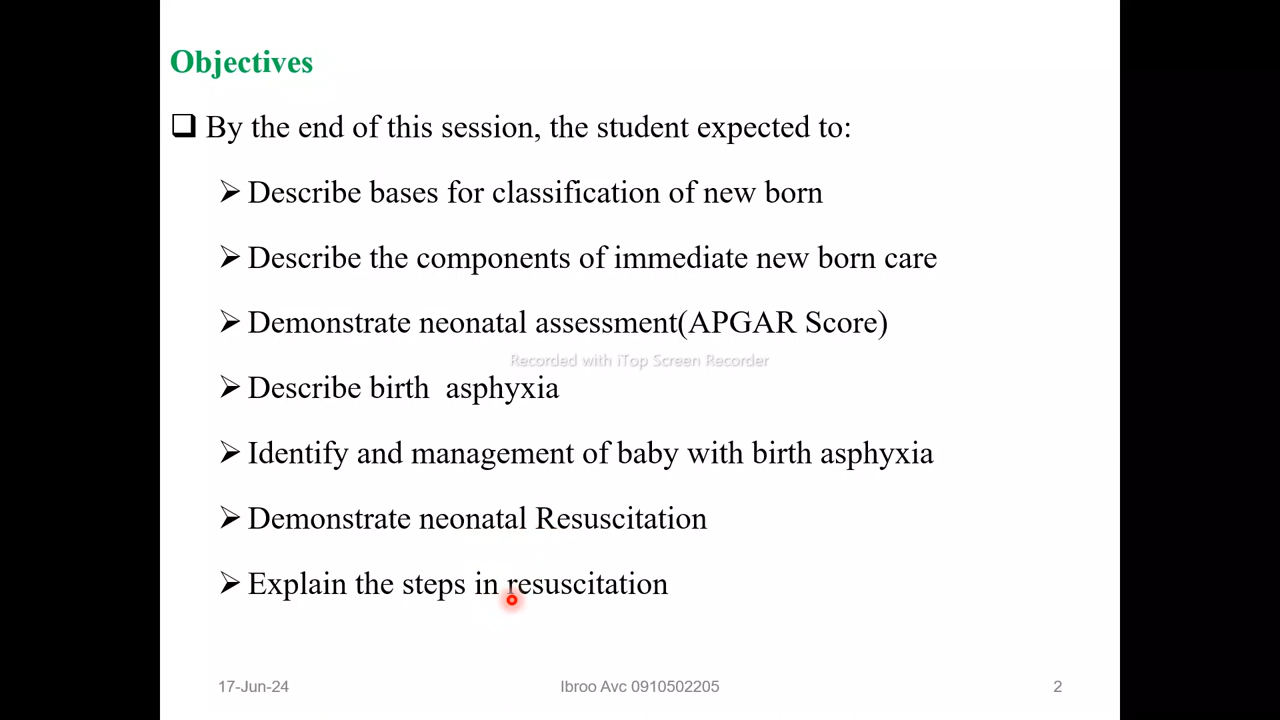 Objectives
By the end of this session, the student expected to:
Describe bases for classification of new born
Describe the components of immediate new born care
Demonstrate neonatal assessment(APGAR Score)
Recorded with iTop Screen Recorder
Describe birth  asphyxia
Identify and management of baby with birth asphyxia
Demonstrate neonatal Resuscitation
Explain the steps in resuscitation
17-Jun-24 Ibroo Avc 0910502205 2